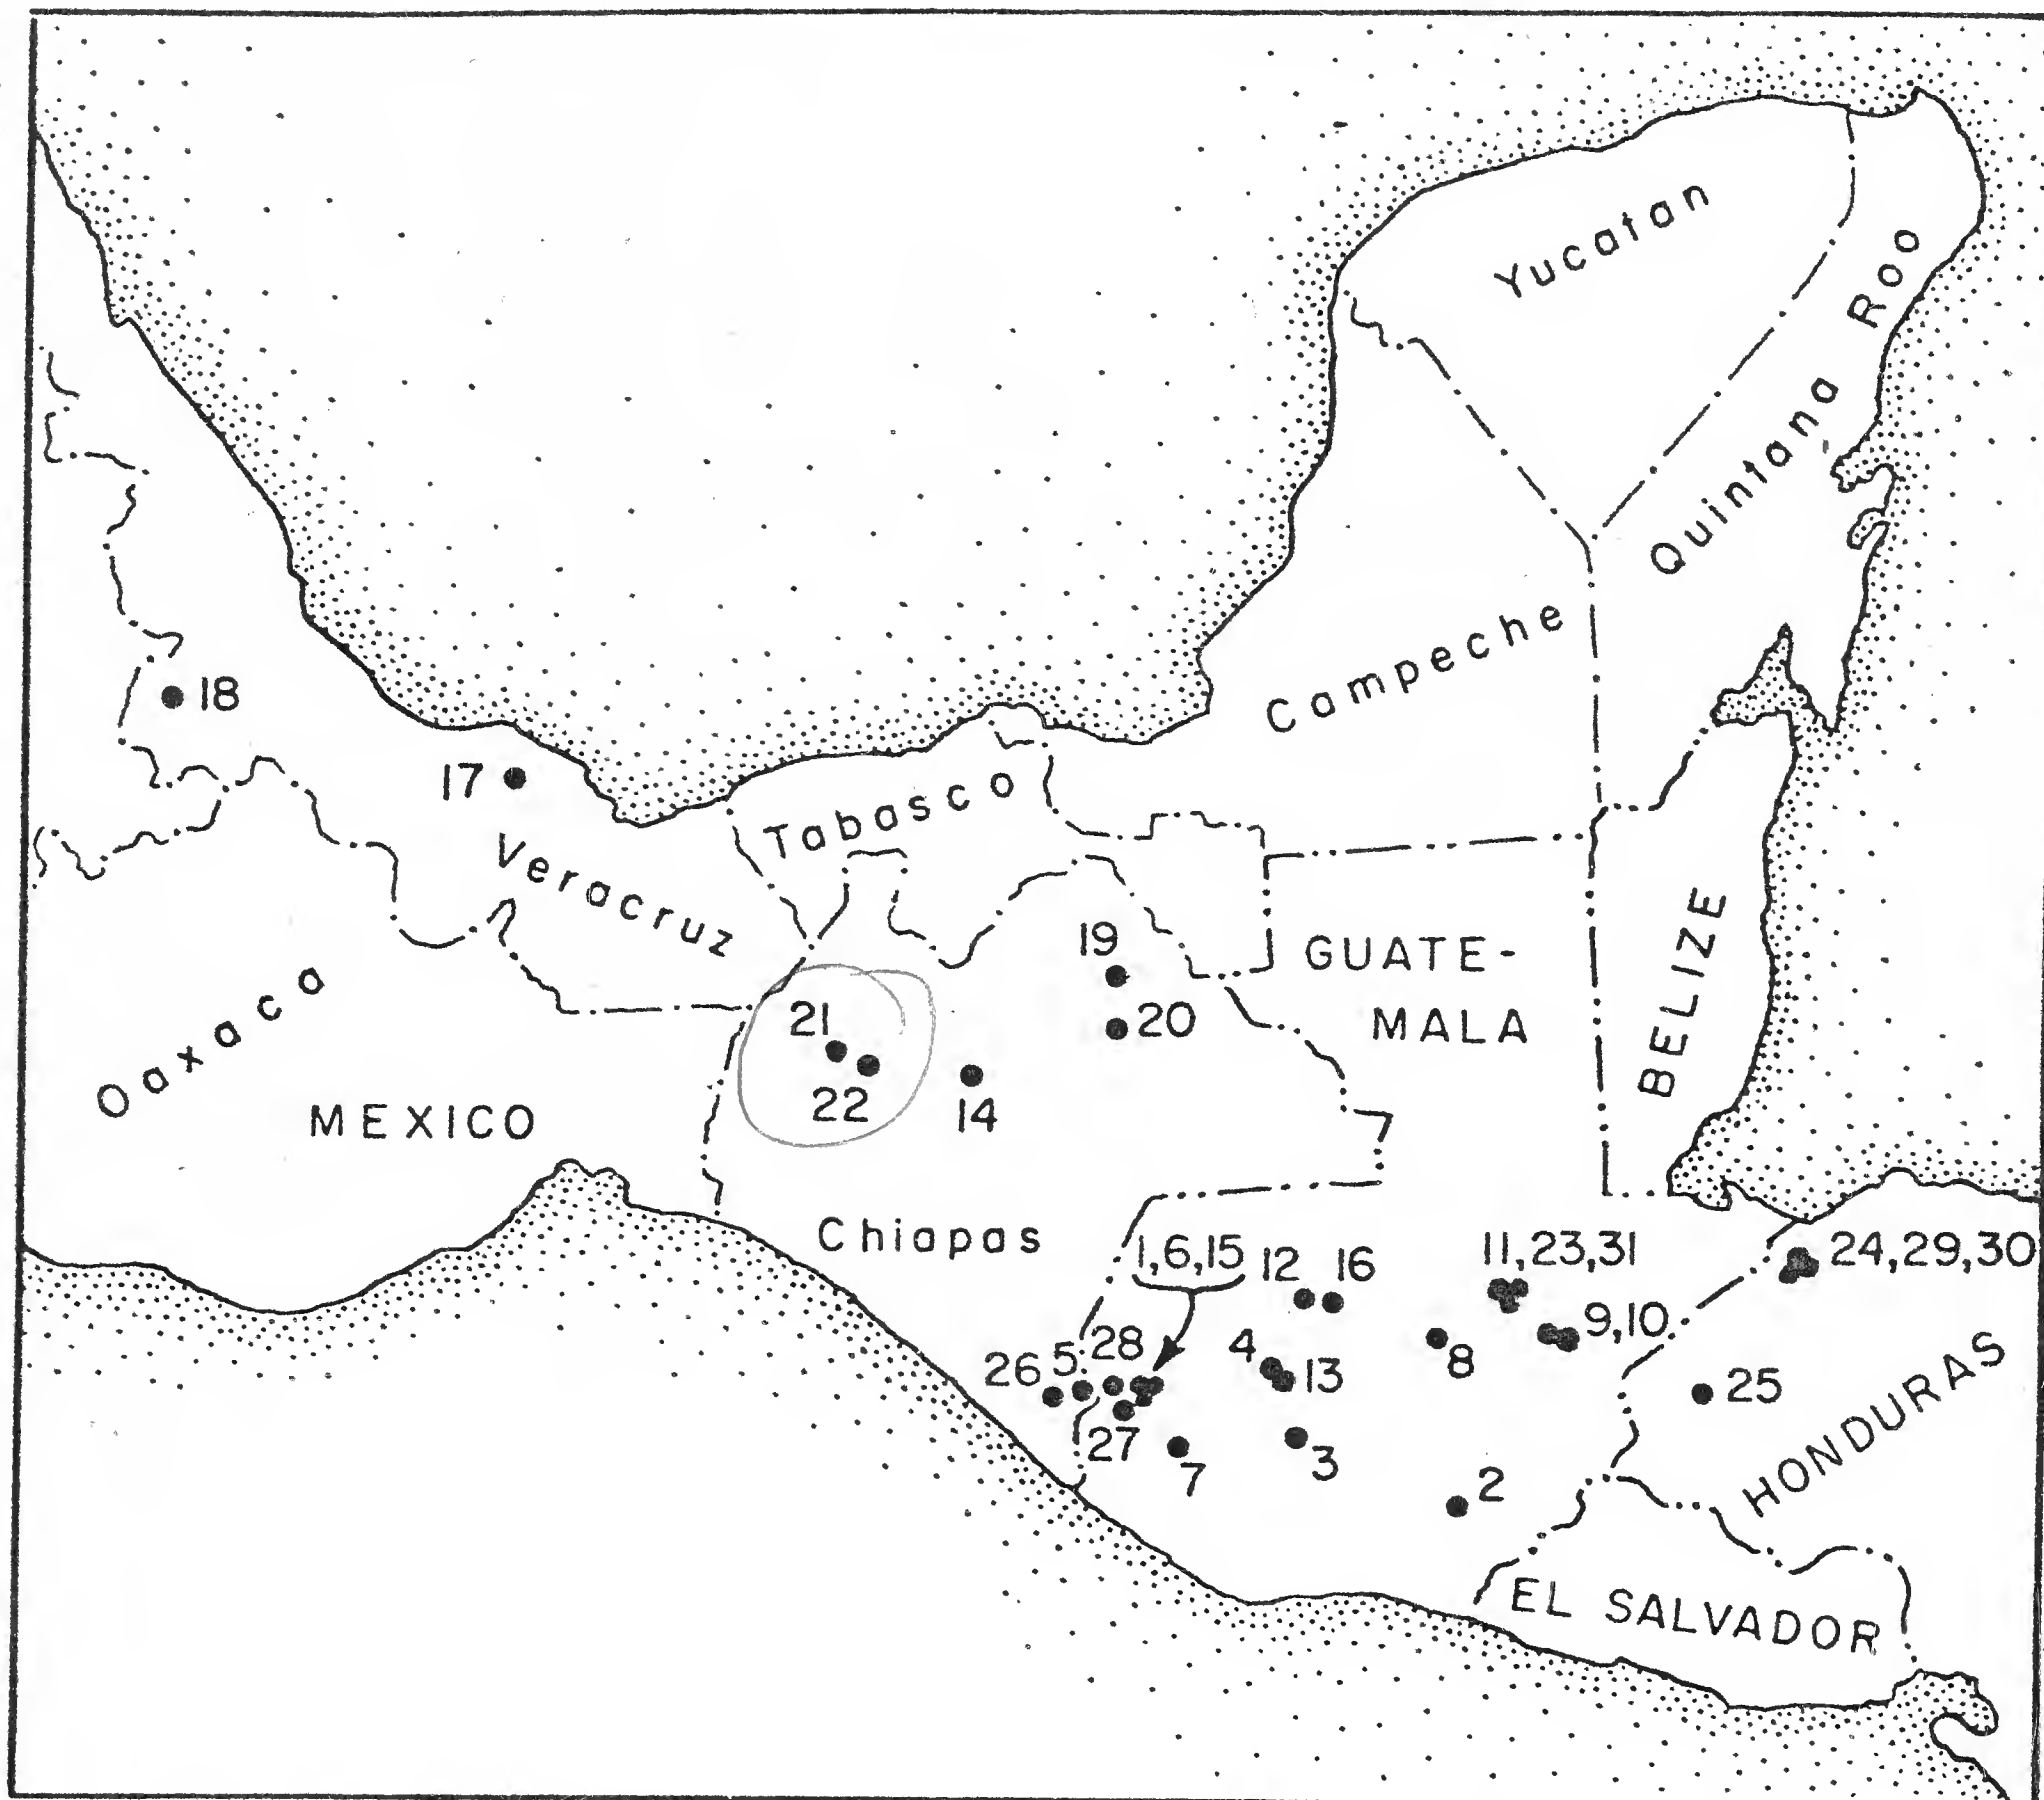 Yucatan
Quintana Roo
Campeche
18
17
Tabasco
Veracruz
19
GUATE-
MALA
BELIZE
20
21
22
14
Oaxaca
MEXICO
Chiapas
1,6,15
12
16
11,23,31
24,29,30
9,10
26
5
28
4
13
8
25
HONDURAS
27
7
3
2
EL SALVADOR